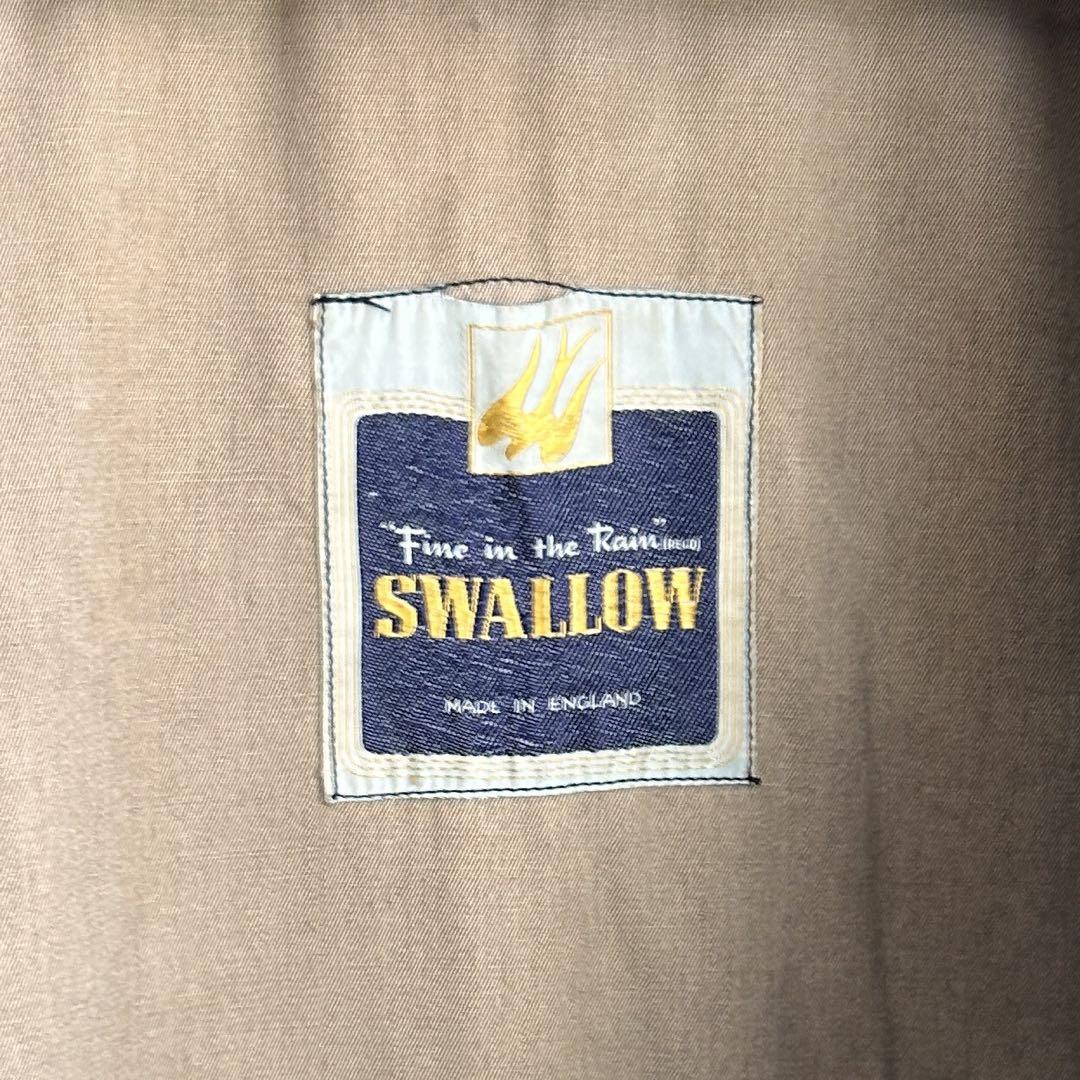 "Fine in the Rain" [REGD]
SWALLOW
MADE IN ENGLAND